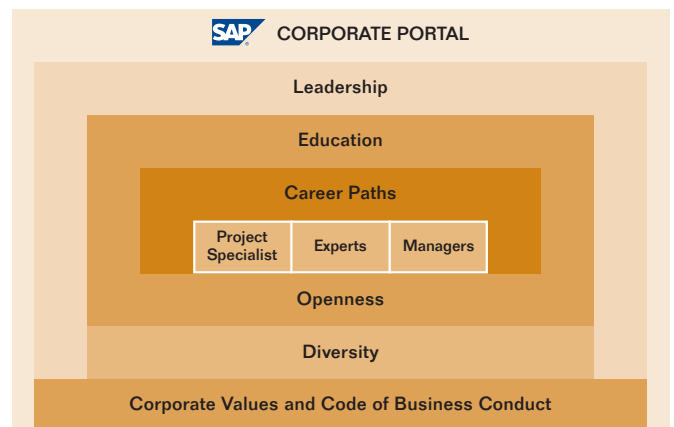 SAP CORPORATE PORTAL
Leadership
Education
Career Paths
Project
Specialist
Experts
Managers
Openness
Diversity
Corporate Values and Code of Business Conduct